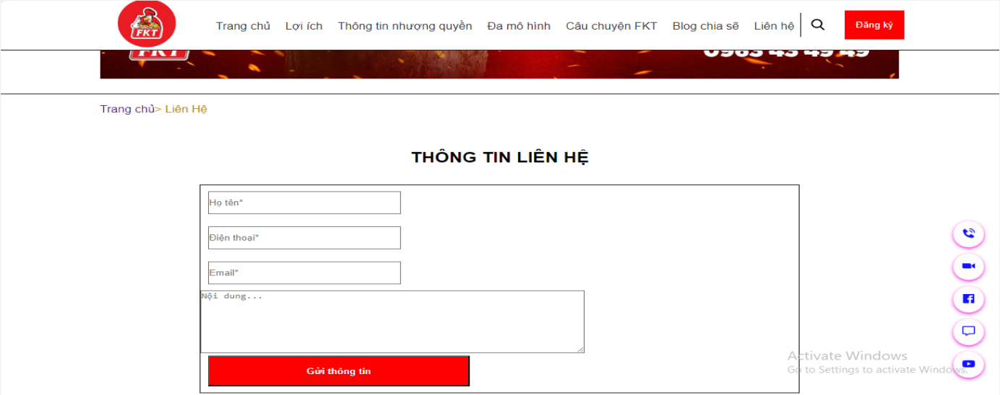 FKT
Trang chủ Lợi ích Thông tin nhượng quyền Đa mô hình Câu chuyện FKT Blog chia sẽ Liên hệ Đăng ký
FKT 0963 43 49 49
Trang chủ> Liên Hệ
THÔNG TIN LIÊN HỆ
Họ tên*
Điện thoại*
Email*
Nội dung...
Gửi thông tin
Activate Windows
Go to Settings to activate Windows.